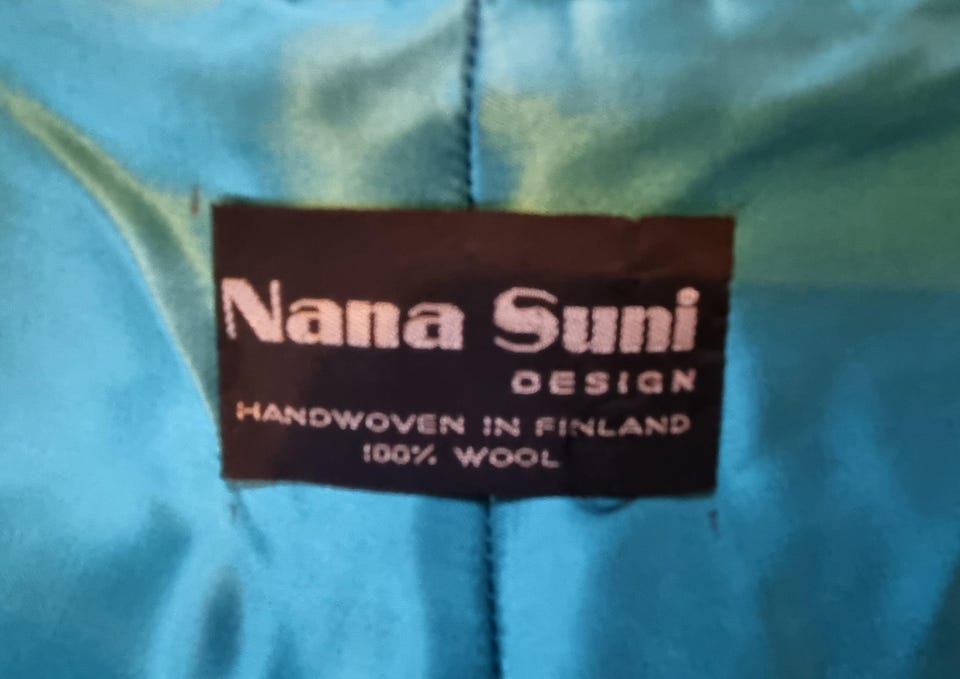 Nana Suni
DESIGN
HANDWOVEN IN FINLAND
100% WOOL